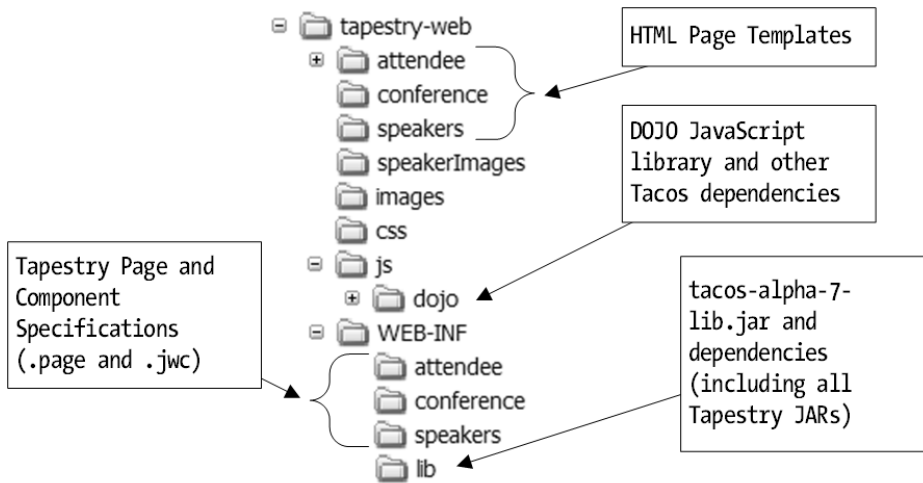 tapestry-web
attendee
conference
speakers
speakerImages
images
css
js
dojo
WEB-INF
attendee
conference
speakers
lib
HTML Page Templates
DOJO JavaScript
library and other
Tacos dependencies
Tapestry Page and
Component
Specifications
(.page and .jwc)
tacos-alpha-7-
lib.jar and
dependencies
(including all
Tapestry JARs)